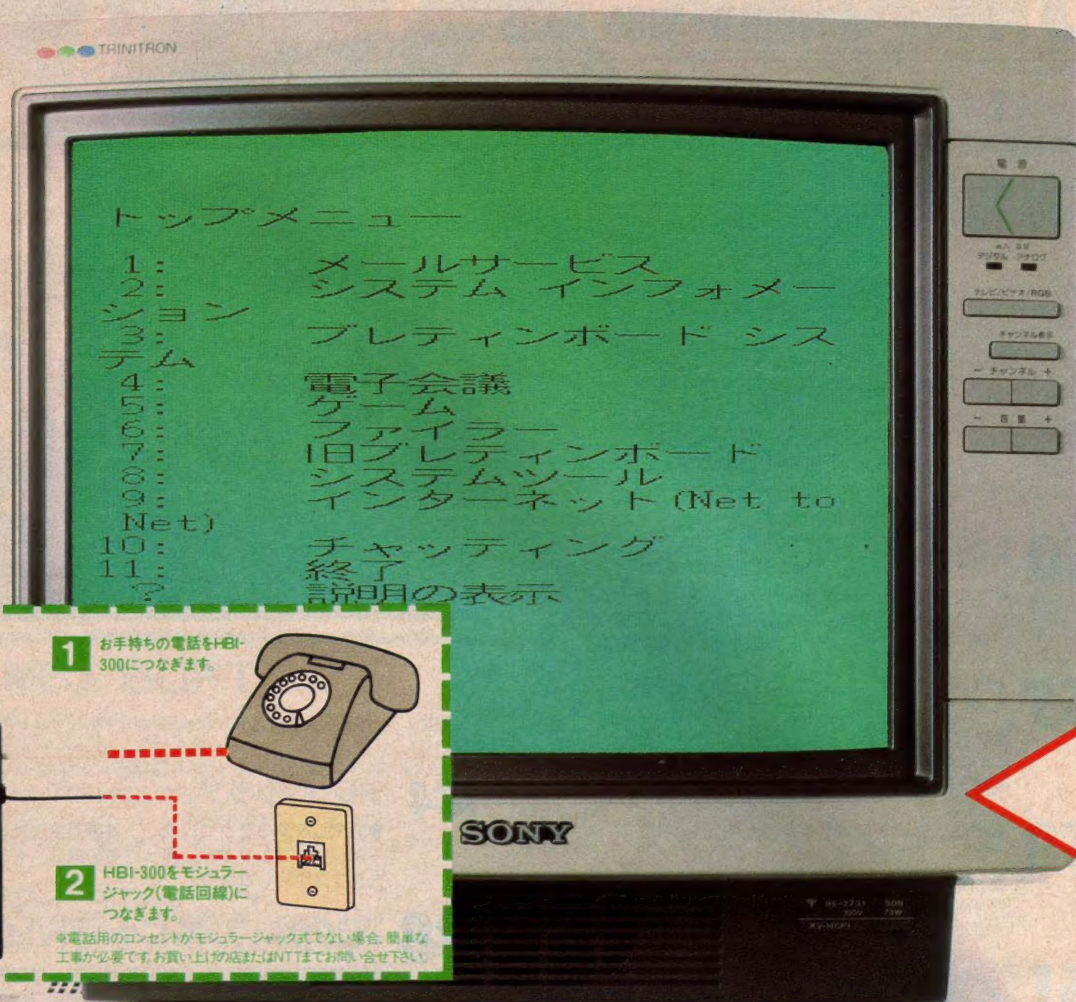 TRINITRON
トップメニュー
1: メールサービス
2: システム インフォメー
ション
3: ブレティンボード シス
テム
4: 電子会議
5: ゲーム
6: ファイラー
7: 旧ブレティンボード
8: システムツール
9: インターネット(Net to
Net)
10: チャッティング
11: 終了
? 説明の表示
電源
デジタル アナログ
テレビ/ビデオ/RGB
チャンネル表示
− チャンネル +
− 音量 +
SONY
1 お手持ちの電話をHBI-
300につなぎます。
2 HBI-300をモジュラー
ジャック(電話回線)に
つなぎます。
※電話用のコンセントがモジュラージャック式でない場合、簡単な
工事が必要です。お買い上げの店またはNTTまでお問い合せ下さい。